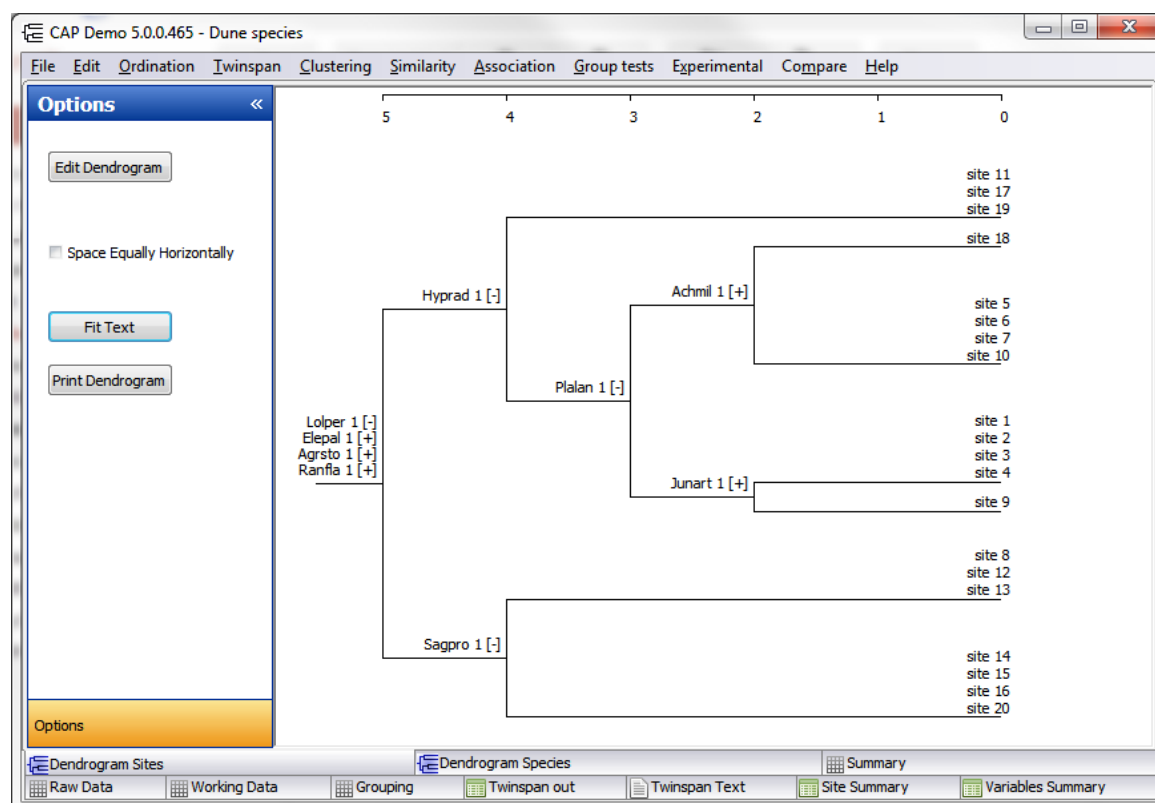 CAP Demo 5.0.0.465 - Dune species
File Edit Ordination Twinspan Clustering Similarity Association Group tests Experimental Compare Help
Options «
Edit Dendrogram
Space Equally Horizontally
Fit Text
Print Dendrogram
Options
5 4 3 2 1 0
site 11
site 17
site 19
site 18
Hyprad 1 [-]
Achmil 1 [+]
site 5
site 6
site 7
site 10
Plalan 1 [-]
Lolper 1 [-]
Elepal 1 [+]
Agrsto 1 [+]
Ranfla 1 [+]
site 1
site 2
site 3
site 4
Junart 1 [+]
site 9
site 8
site 12
site 13
Sagpro 1 [-]
site 14
site 15
site 16
site 20
Dendrogram Sites Dendrogram Species Summary
Raw Data Working Data Grouping Twinspan out Twinspan Text Site Summary Variables Summary